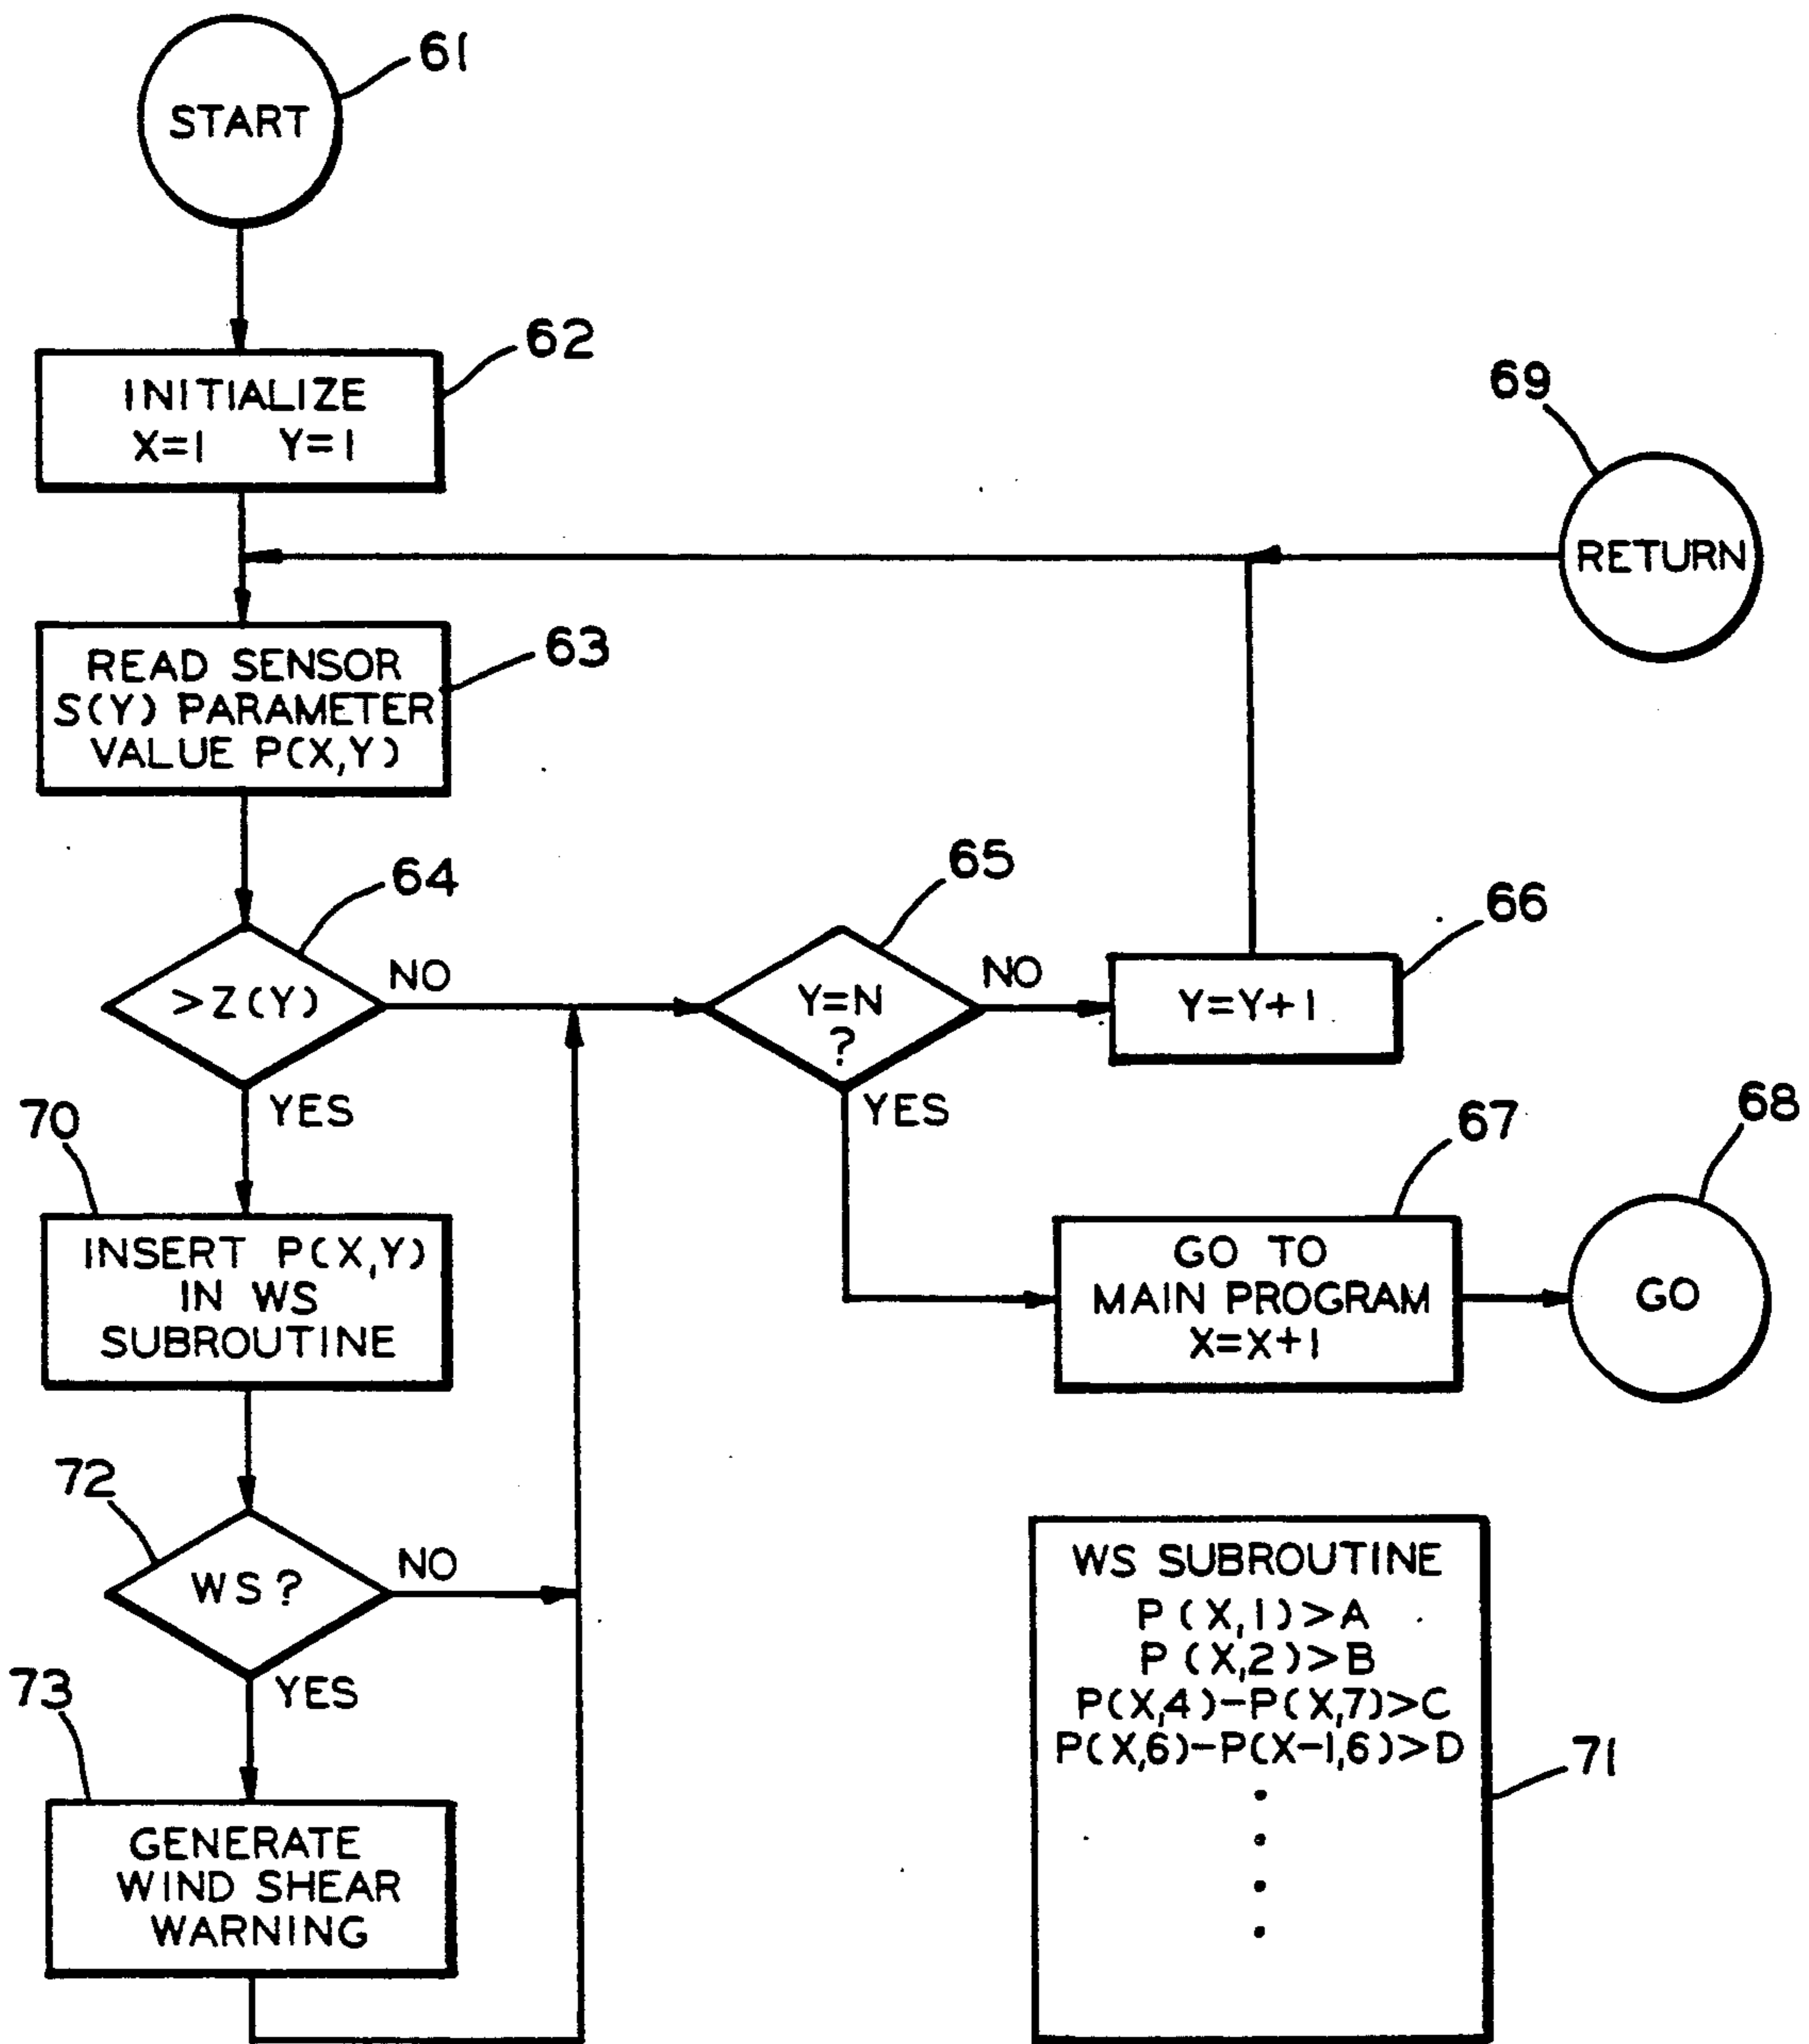 61
START
62
INITIALIZE
X=1 Y=1
69
RETURN
63
READ SENSOR
S(Y) PARAMETER
VALUE P(X,Y)
64
>Z(Y)
NO
YES
65
Y=N
?
NO
YES
66
Y=Y+1
67
GO TO
MAIN PROGRAM
X=X+1
68
GO
70
INSERT P(X,Y)
IN WS
SUBROUTINE
72
WS?
NO
YES
73
GENERATE
WIND SHEAR
WARNING
WS SUBROUTINE
P(X,1)>A
P(X,2)>B
P(X,4)-P(X,7)>C
P(X,6)-P(X-1,6)>D
.
.
.
.
71